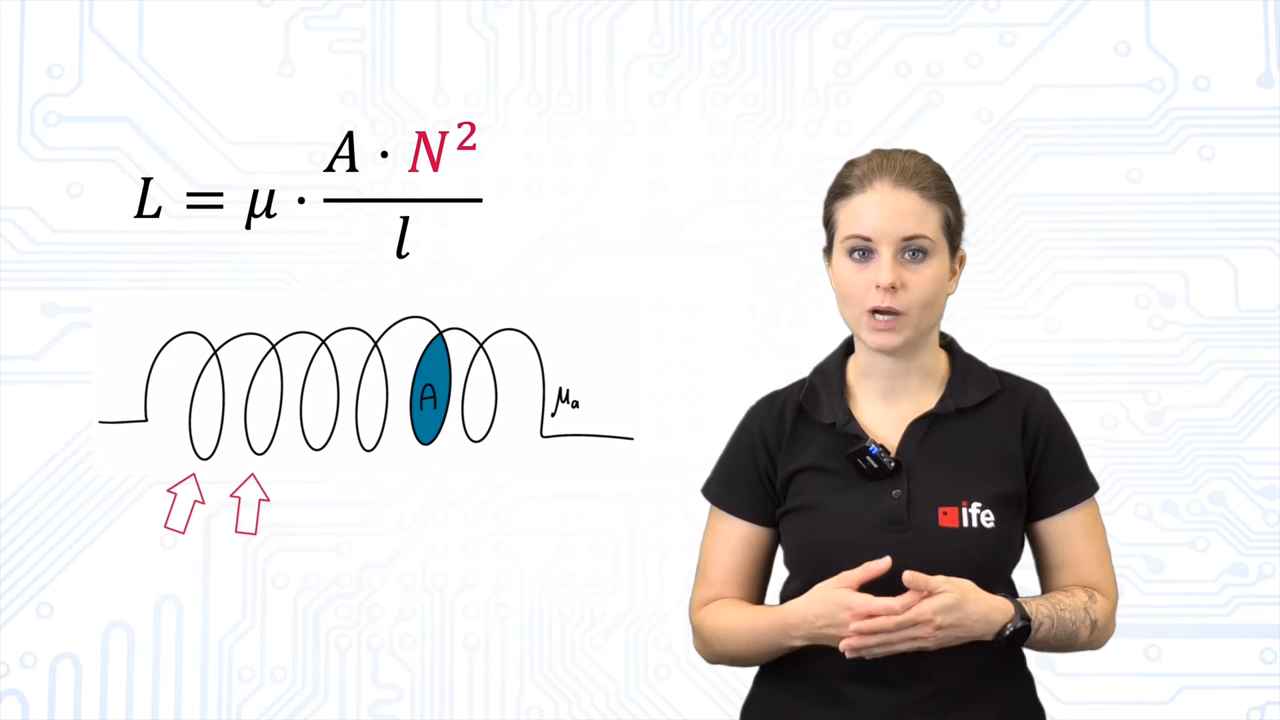 L = μ · A · N² / l
A
μₐ
ife